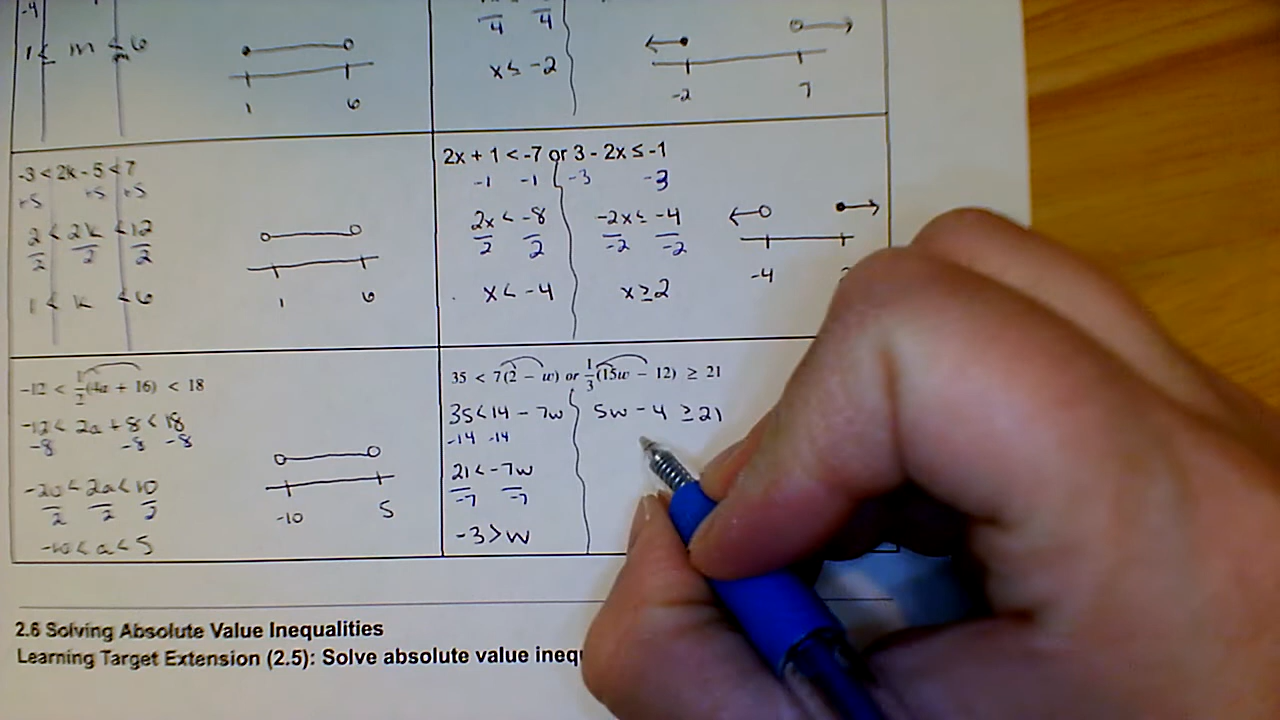 -4
1 ≤ m < 6
1 6
4 4
x ≤ -2
-2 7
-3 < 2k - 5 < 7
+5 +5 +5
2 < 2k < 12
2 2 2
1 < k < 6
1 6
2x + 1 < -7 or 3 - 2x ≤ -1
-1 -1 -3 -3
2x < -8 -2x ≤ -4
2 2 -2 -2
x < -4 x ≥ 2
-4
-12 < 1/2(4a + 16) < 18
-12 < 2a + 8 < 18
-8 -8 -8
-20 < 2a < 10
2 2 2
-10 < a < 5
-10 5
35 < 7(2 - w) or 1/3(15w - 12) ≥ 21
35 < 14 - 7w 5w - 4 ≥ 21
-14 -14
21 < -7w
-7 -7
-3 > w
2.6 Solving Absolute Value Inequalities
Learning Target Extension (2.5): Solve absolute value